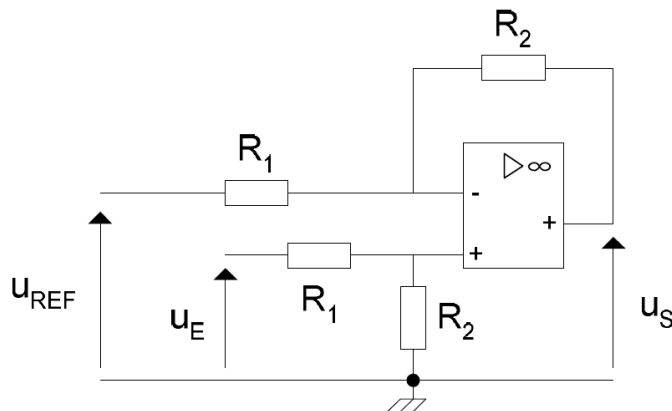 R2
R1
▷ ∞
-
+
+
R1
uREF
uE
R2
uS